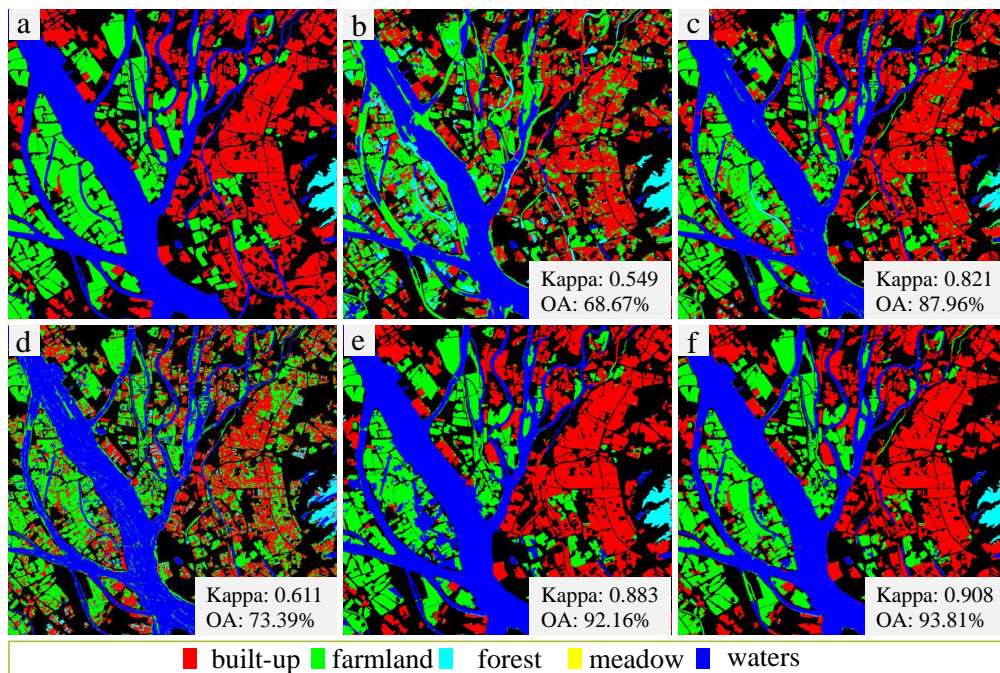 a
b
c
Kappa: 0.549
OA: 68.67%
Kappa: 0.821
OA: 87.96%
d
e
f
Kappa: 0.611
OA: 73.39%
Kappa: 0.883
OA: 92.16%
Kappa: 0.908
OA: 93.81%
built-up farmland forest meadow waters